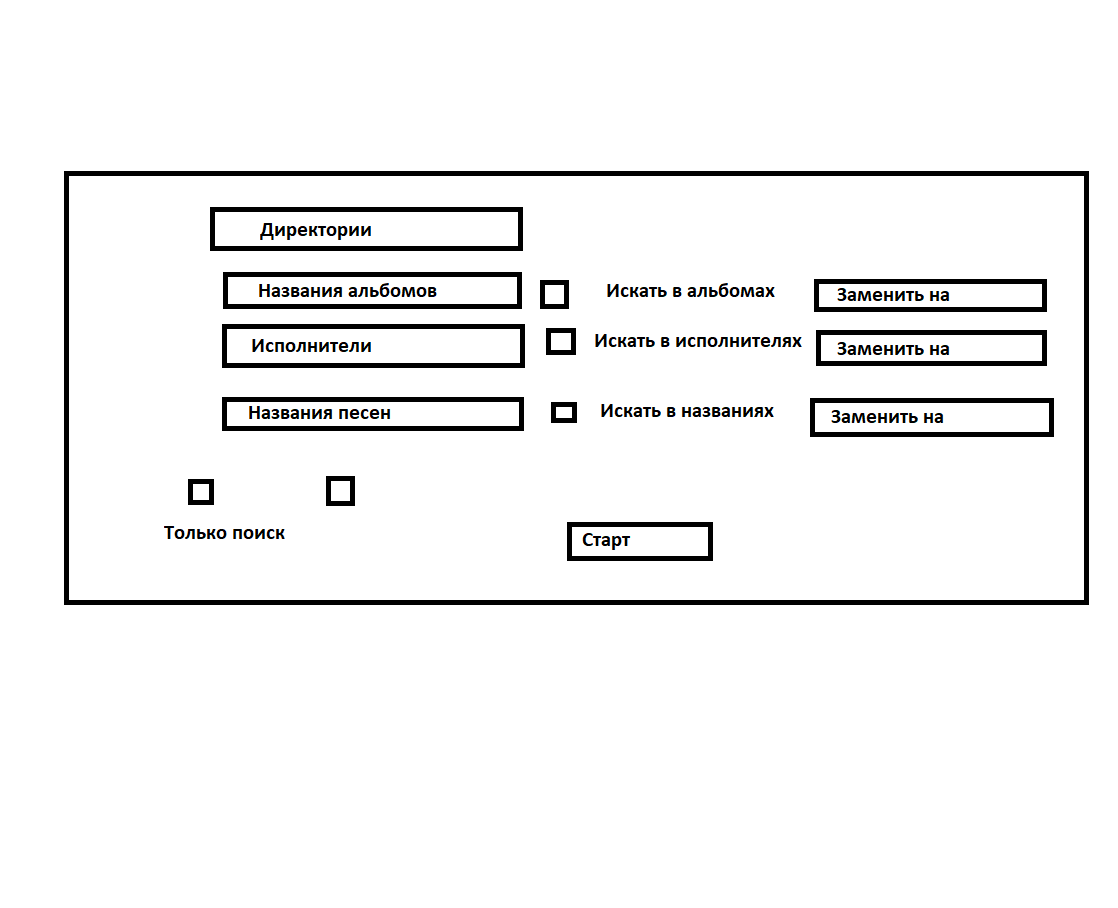 Директории
Названия альбомов
Искать в альбомах
Заменить на
Исполнители
Искать в исполнителях
Заменить на
Названия песен
Искать в названиях
Заменить на
Только поиск
Старт